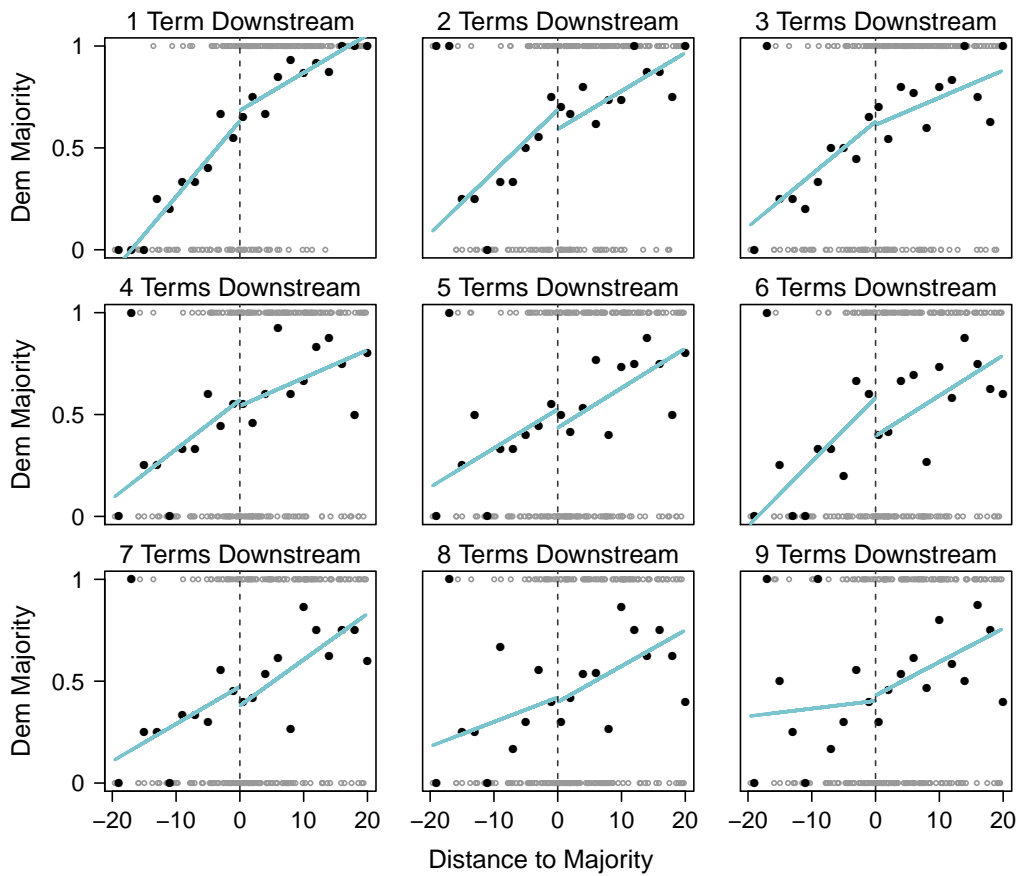 1 Term Downstream
2 Terms Downstream
3 Terms Downstream
Dem Majority
1
0.5
0
4 Terms Downstream
5 Terms Downstream
6 Terms Downstream
Dem Majority
1
0.5
0
7 Terms Downstream
8 Terms Downstream
9 Terms Downstream
Dem Majority
1
0.5
0
−20 −10 0 10 20
−20 −10 0 10 20
−20 −10 0 10 20
Distance to Majority